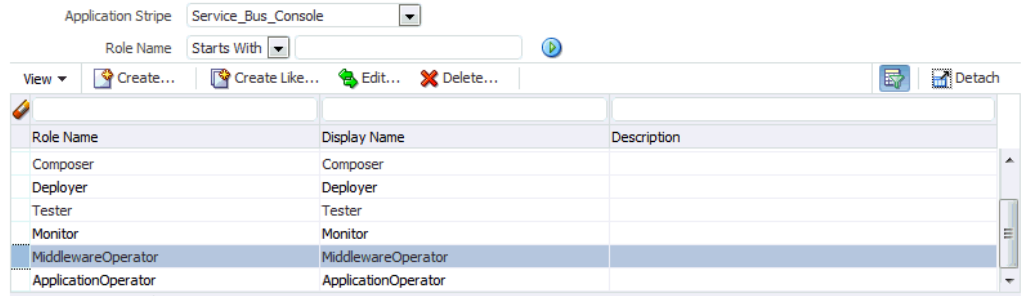 Application Stripe Service_Bus_Console
Role Name Starts With
View Create... Create Like... Edit... Delete... Detach
Role Name Display Name Description
Composer Composer
Deployer Deployer
Tester Tester
Monitor Monitor
MiddlewareOperator MiddlewareOperator
ApplicationOperator ApplicationOperator